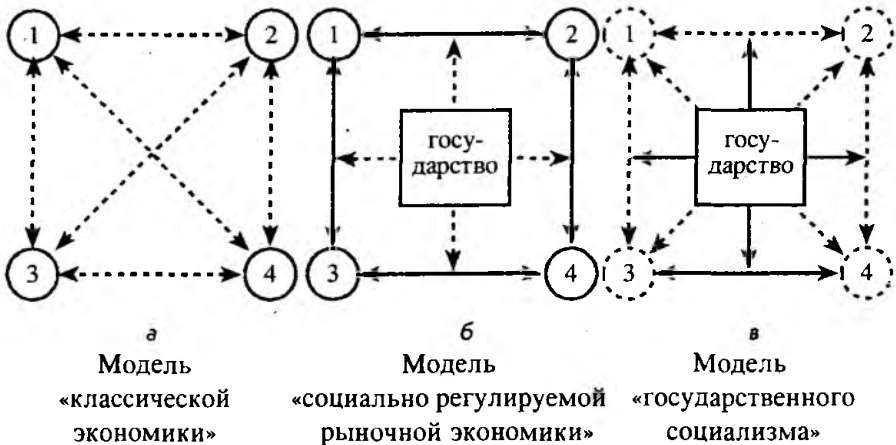 1 2 1 2 1 2
госу-
дарство
госу-
дарство
3 4 3 4 3 4
а
Модель
«классической
экономики»
б
Модель
«социально регулируемой
рыночной экономики»
в
Модель
«государственного
социализма»